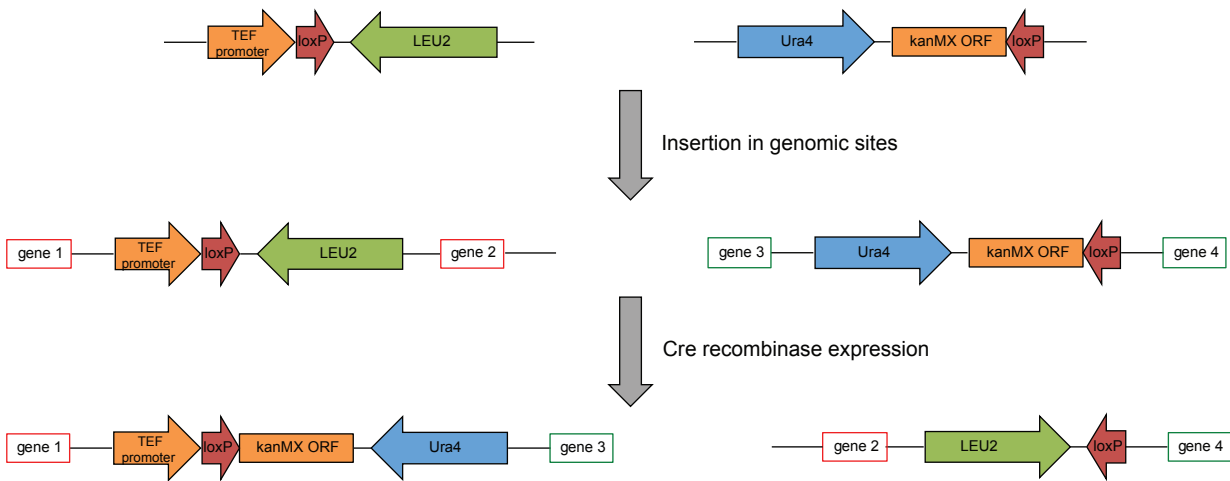 TEF
promoter
loxP
LEU2
Ura4
kanMX ORF
loxP
Insertion in genomic sites
gene 1
TEF
promoter
loxP
LEU2
gene 2
gene 3
Ura4
kanMX ORF
loxP
gene 4
Cre recombinase expression
gene 1
TEF
promoter
loxP
kanMX ORF
Ura4
gene 3
gene 2
LEU2
loxP
gene 4